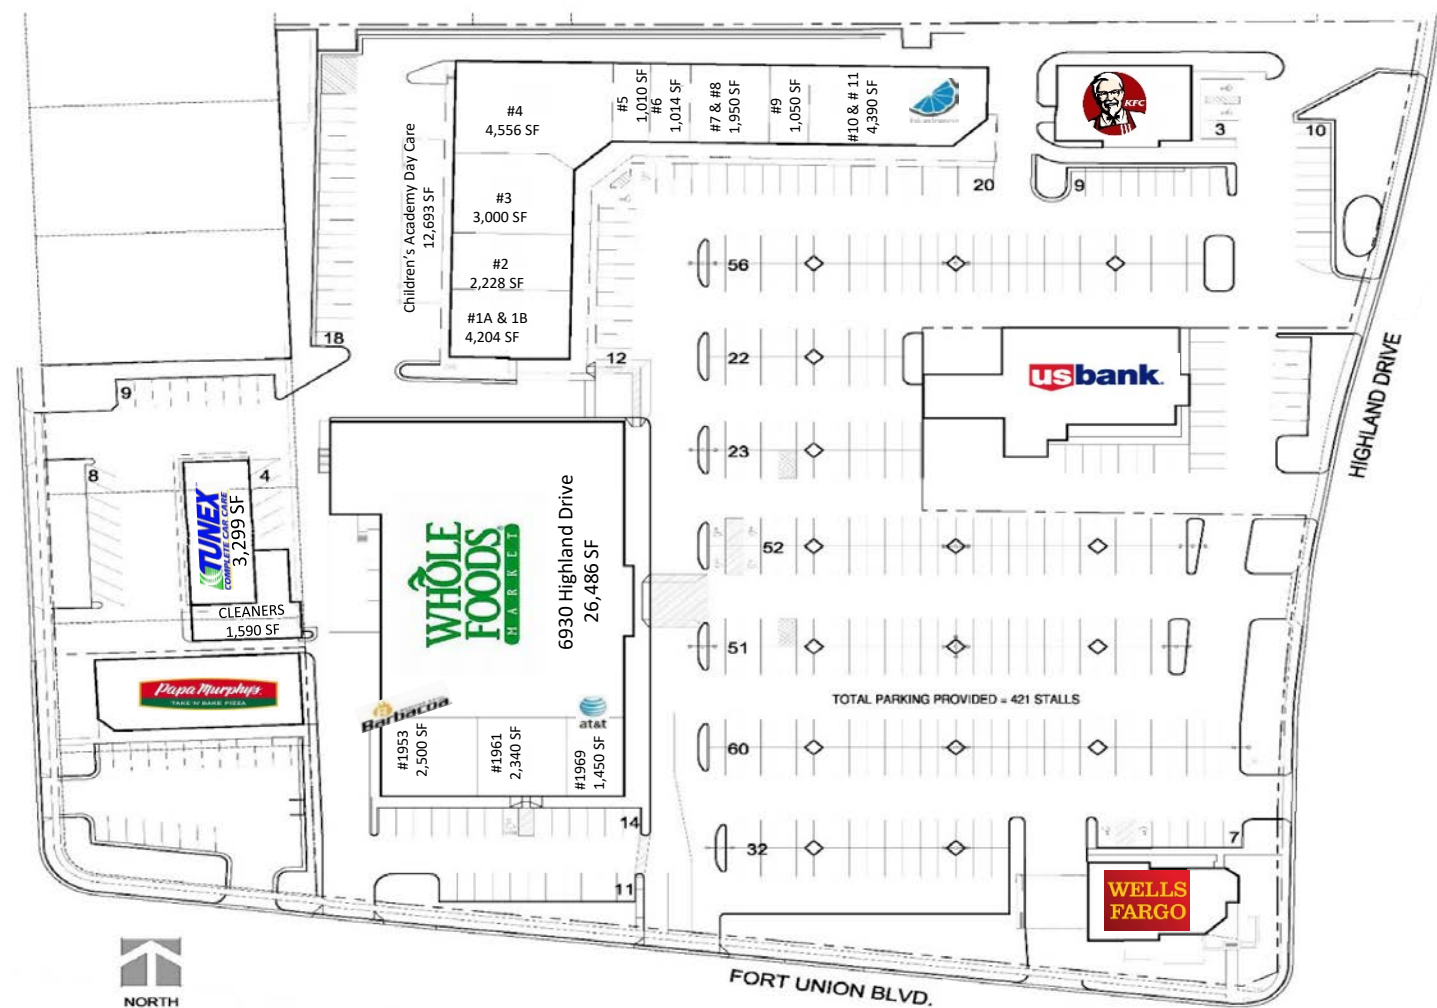 #4
4,556 SF
#5
1,010 SF
#6
1,014 SF
#7 & #8
1,950 SF
#9
1,050 SF
#10 & # 11
4,390 SF
KFC
3
10
Children's Academy Day Care
12,693 SF
#3
3,000 SF
20
9
#2
2,228 SF
56
#1A & 1B
4,204 SF
18
12
22
usbank.
HIGHLAND DRIVE
9
23
8
4
TUNEX
COMPLETE CAR CARE
3,299 SF
WHOLE
FOODS
MARKET
6930 Highland Drive
26,486 SF
52
CLEANERS
1,590 SF
51
Papa Murphy's
TAKE 'N' BAKE PIZZA
TOTAL PARKING PROVIDED = 421 STALLS
Barbacoa
at&t
#1953
2,500 SF
#1961
2,340 SF
#1969
1,450 SF
60
14
32
7
11
WELLS
FARGO
FORT UNION BLVD.
NORTH